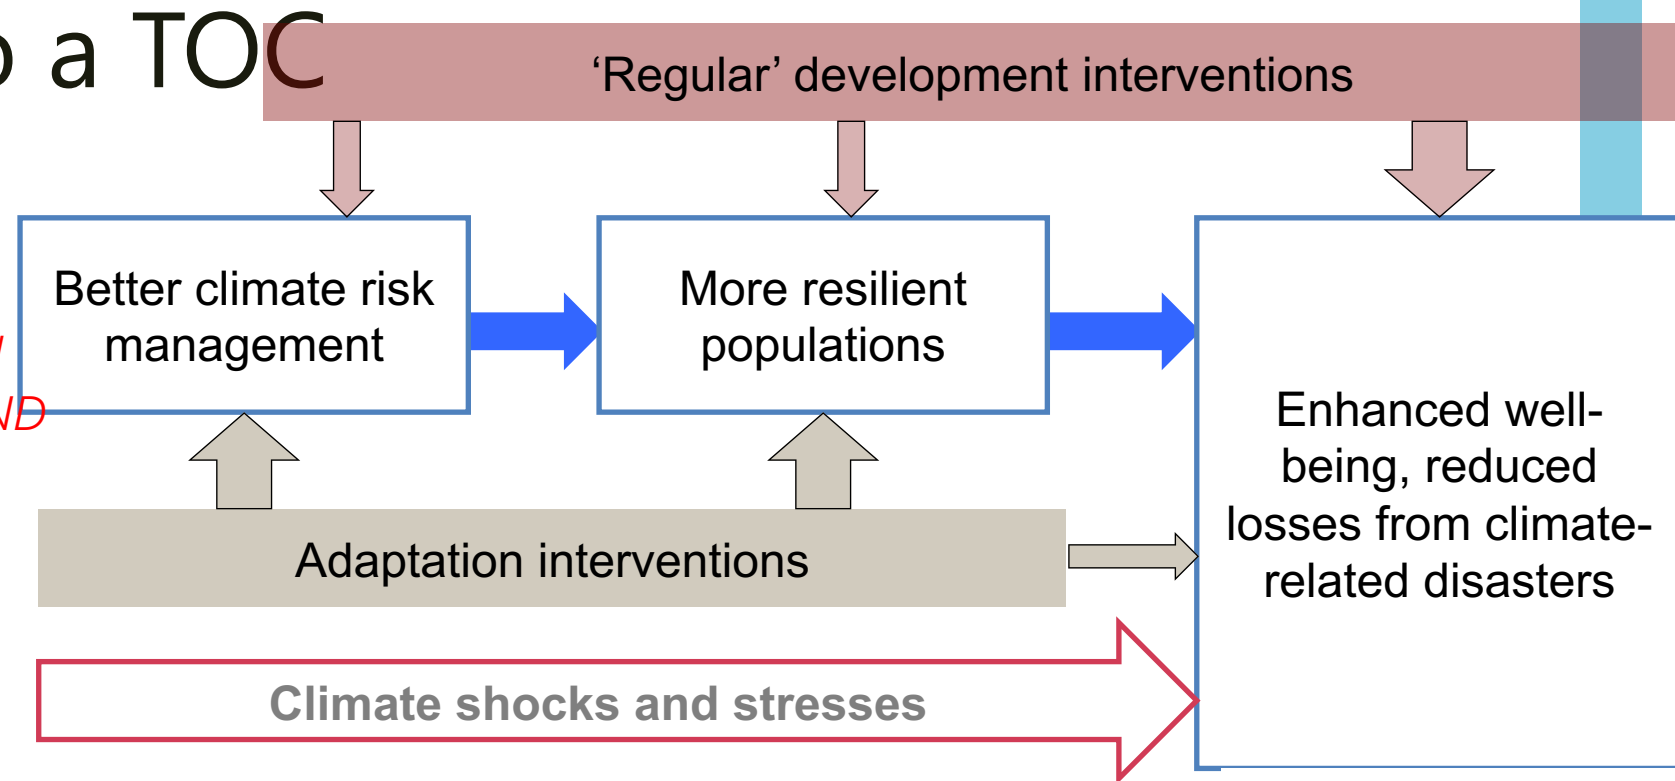 o a TOC
‘Regular’ development interventions
Better climate risk
management
More resilient
populations
ND
Enhanced well-
being, reduced
losses from climate-
related disasters
Adaptation interventions
Climate shocks and stresses